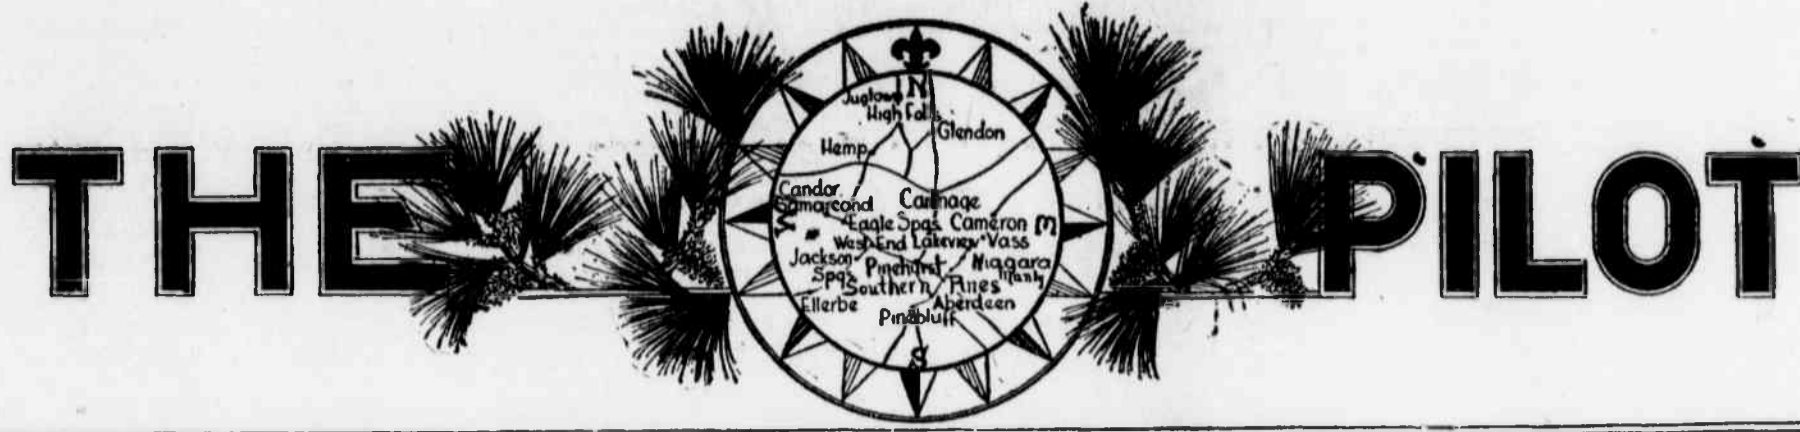 THE PILOT
N
Jugtown
High Falls
Glendon
Hemp
Candor
Samarcand
Carthage
Eagle Spgs. Cameron
West End Lakeview Vass
Jackson Spgs
Pinehurst Niagara
Manly
Southern Pines
Ellerbe
Aberdeen
Pinebluff
S